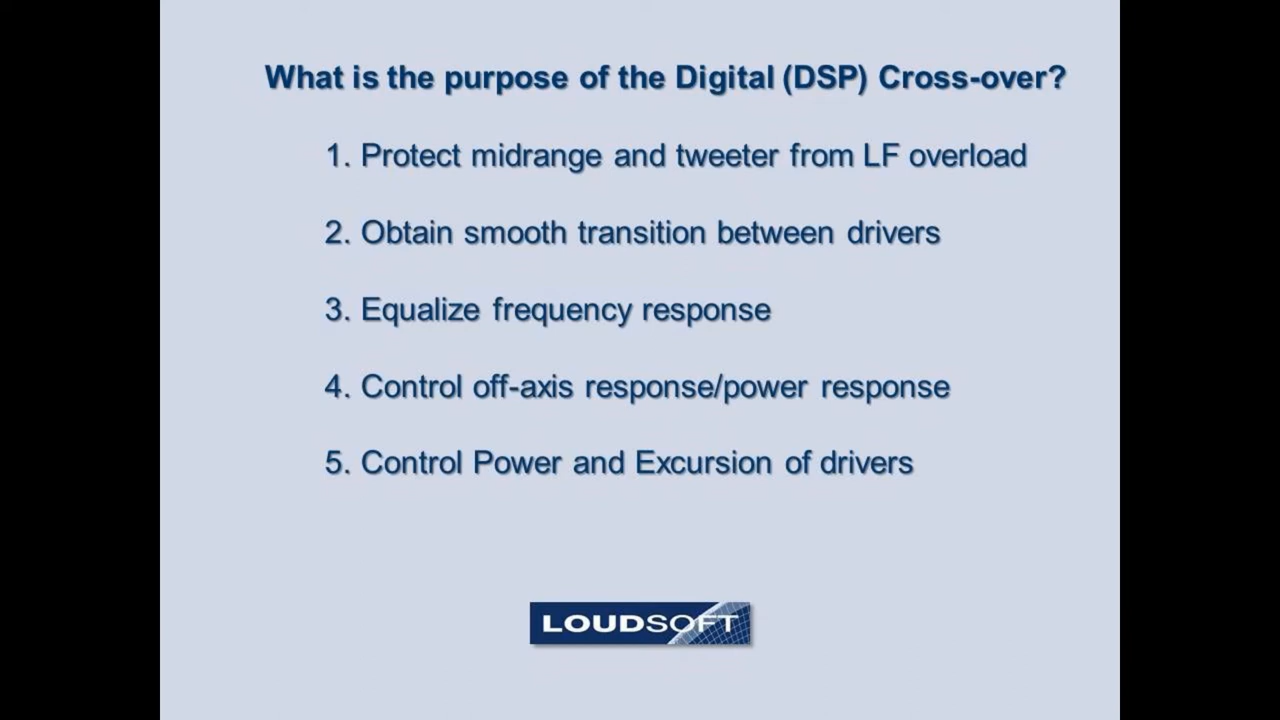 What is the purpose of the Digital (DSP) Cross-over?
1. Protect midrange and tweeter from LF overload
2. Obtain smooth transition between drivers
3. Equalize frequency response
4. Control off-axis response/power response
5. Control Power and Excursion of drivers
LOUDSOFT